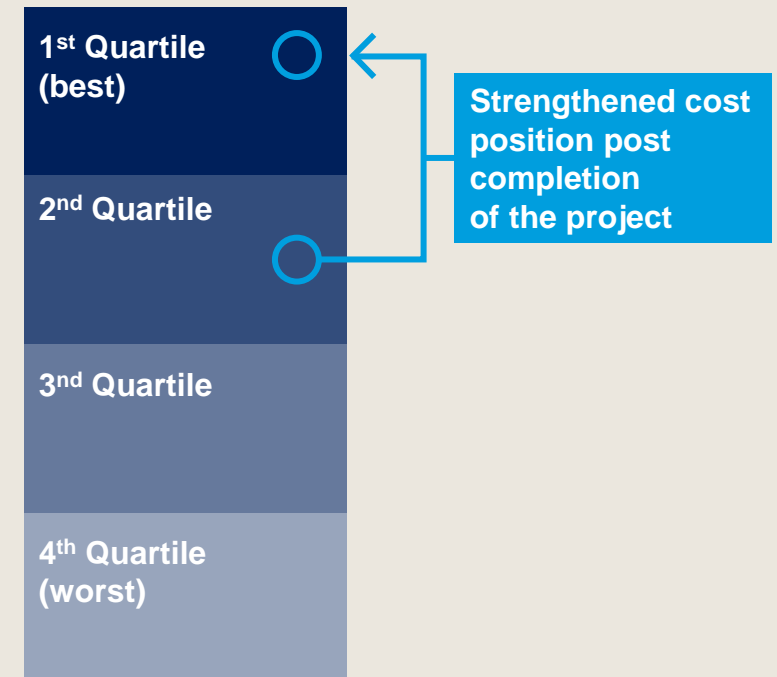 1st Quartile
(best)
2nd Quartile
3nd Quartile
4th Quartile
(worst)
Strengthened cost
position post
completion
of the project